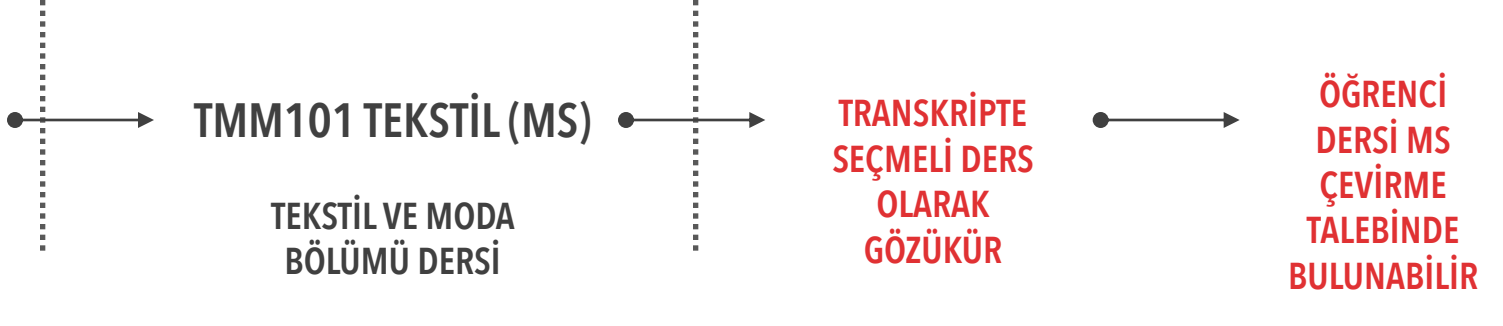 TMM101 TEKSTİL (MS)
TEKSTİL VE MODA
BÖLÜMÜ DERSİ
TRANSKRİPTE
SEÇMELİ DERS
OLARAK
GÖZÜKÜR
ÖĞRENCİ
DERSİ MS
ÇEVİRME
TALEBİNDE
BULUNABİLİR